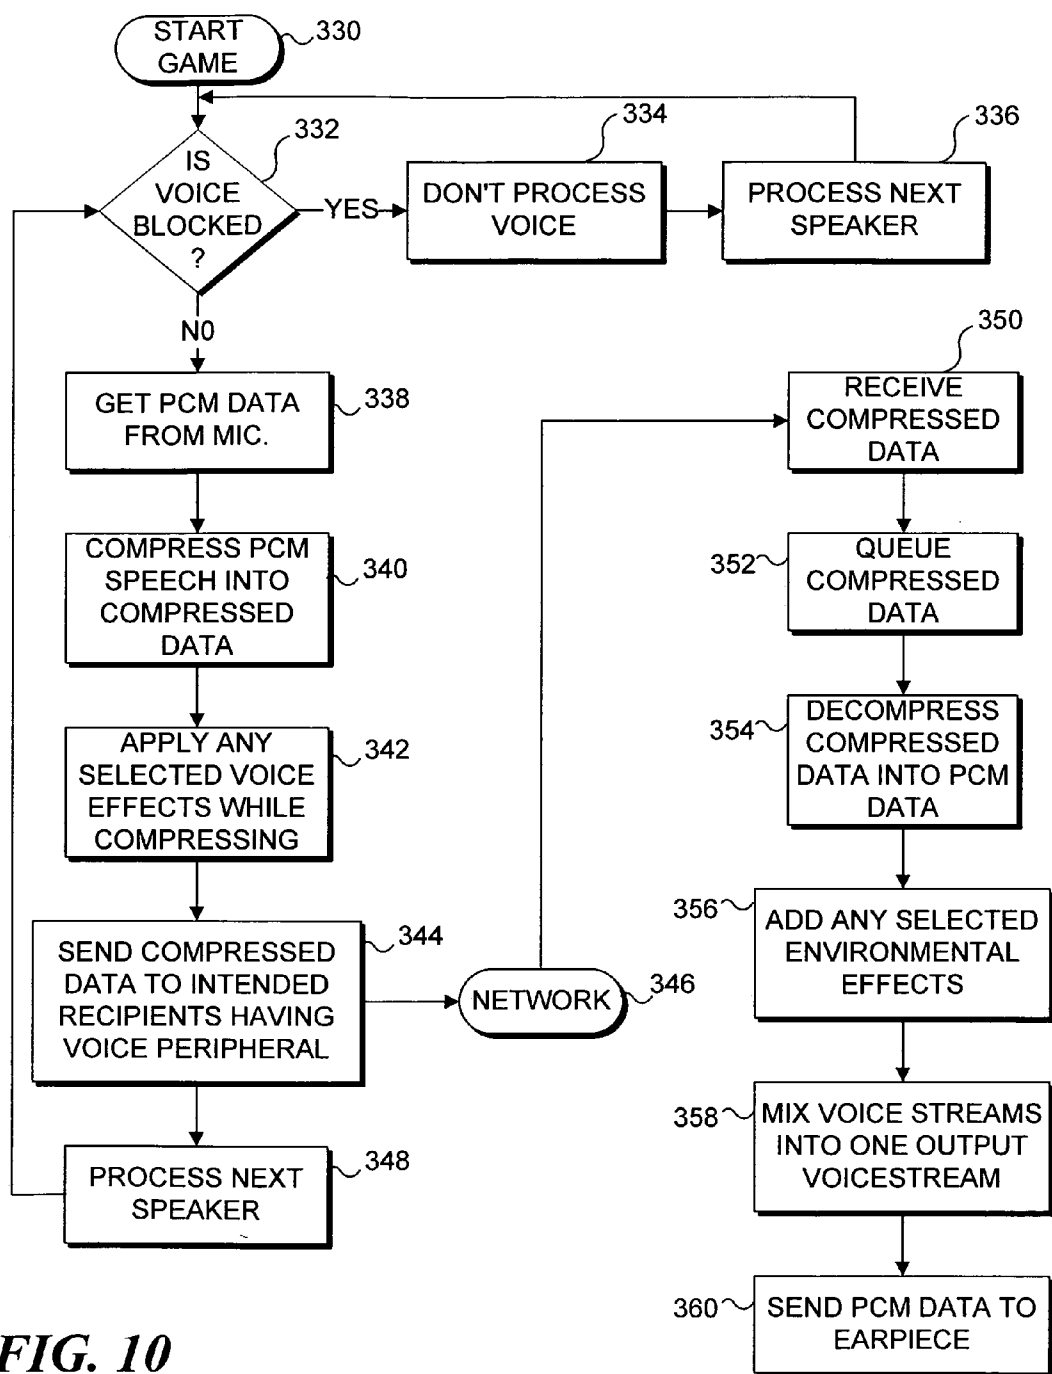 START
GAME
330
332
IS
VOICE
BLOCKED
?
YES
334
DON'T PROCESS
VOICE
336
PROCESS NEXT
SPEAKER
N0
GET PCM DATA
FROM MIC.
338
COMPRESS PCM
SPEECH INTO
COMPRESSED
DATA
340
APPLY ANY
SELECTED VOICE
EFFECTS WHILE
COMPRESSING
342
SEND COMPRESSED
DATA TO INTENDED
RECIPIENTS HAVING
VOICE PERIPHERAL
344
NETWORK
346
PROCESS NEXT
SPEAKER
348
350
RECEIVE
COMPRESSED
DATA
352
QUEUE
COMPRESSED
DATA
354
DECOMPRESS
COMPRESSED
DATA INTO PCM
DATA
356
ADD ANY SELECTED
ENVIRONMENTAL
EFFECTS
358
MIX VOICE STREAMS
INTO ONE OUTPUT
VOICESTREAM
360
SEND PCM DATA TO
EARPIECE
FIG. 10